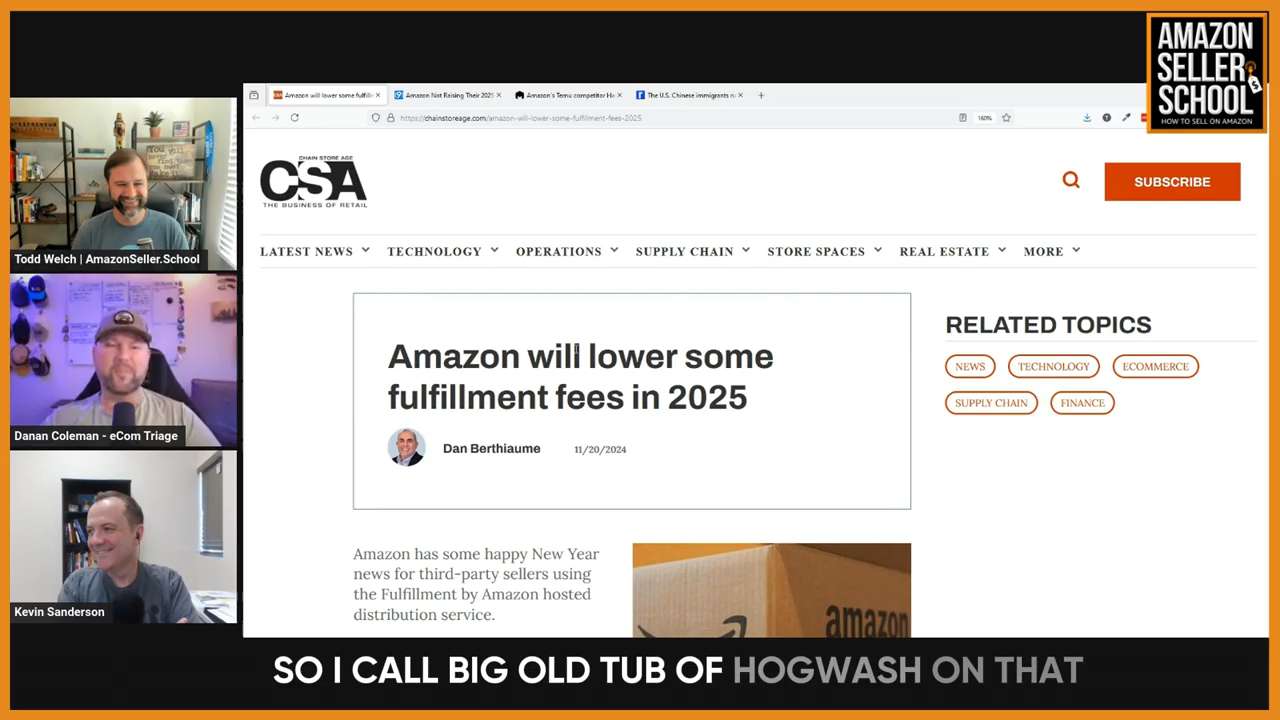 AMAZON
SELLER
SCHOOL
HOW TO SELL ON AMAZON
Amazon will lower some fulfill
Amazon Not Raising Their 2025
Amazon's Temu competitor Ha
The U.S. Chinese immigrants
https://chainstoreage.com/amazon-will-lower-some-fulfillment-fees-2025
160%
CHAIN STORE AGE
CSA
THE BUSINESS OF RETAIL
SUBSCRIBE
LATEST NEWS
TECHNOLOGY
OPERATIONS
SUPPLY CHAIN
STORE SPACES
REAL ESTATE
MORE
Amazon will lower some
fulfillment fees in 2025
Dan Berthiaume
11/20/2024
RELATED TOPICS
NEWS
TECHNOLOGY
ECOMMERCE
SUPPLY CHAIN
FINANCE
Amazon has some happy New Year
news for third-party sellers using
the Fulfillment by Amazon hosted
distribution service.
amazon
Todd Welch | AmazonSeller.School
Danan Coleman - eCom Triage
Kevin Sanderson
SO I CALL BIG OLD TUB OF HOGWASH ON THAT